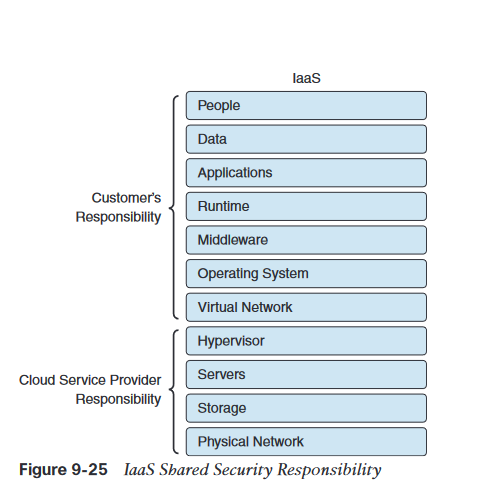 IaaS
People
Data
Applications
Customer's
Responsibility
Runtime
Middleware
Operating System
Virtual Network
Hypervisor
Cloud Service Provider
Responsibility
Servers
Storage
Physical Network
Figure 9-25 IaaS Shared Security Responsibility